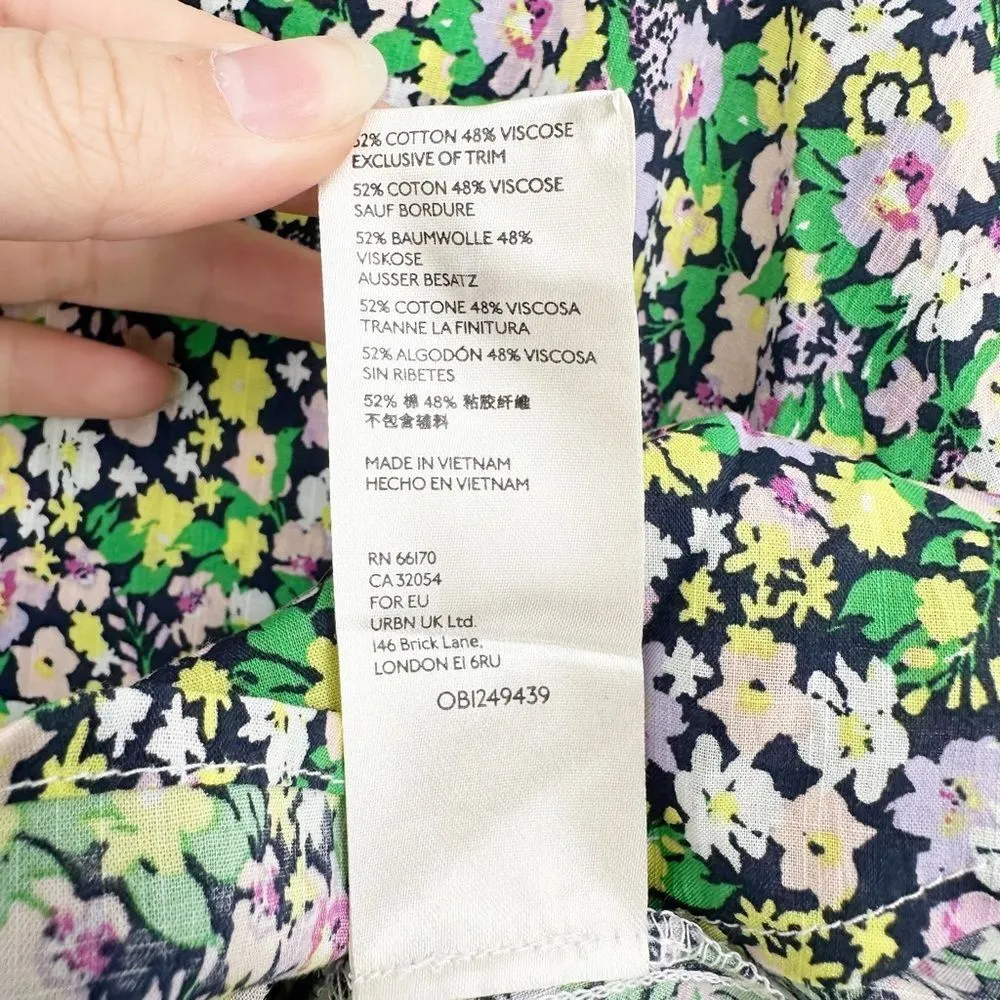 52% COTTON 48% VISCOSE
EXCLUSIVE OF TRIM
52% COTON 48% VISCOSE
SAUF BORDURE
52% BAUMWOLLE 48%
VISKOSE
AUSSER BESATZ
52% COTONE 48% VISCOSA
TRANNE LA FINITURA
52% ALGODÓN 48% VISCOSA
SIN RIBETES
52% 棉 48% 粘胶纤维
不包含辅料
MADE IN VIETNAM
HECHO EN VIETNAM
RN 66170
CA 32054
FOR EU
URBN UK Ltd.
146 Brick Lane,
LONDON E1 6RU
OB1249439